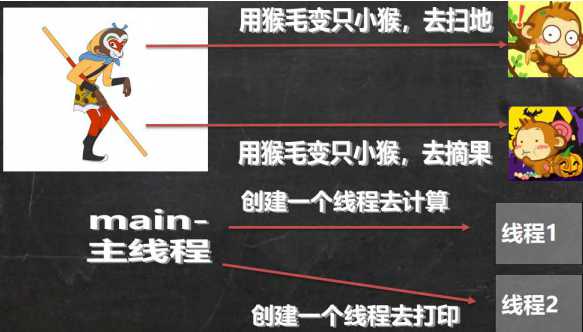 用猴毛变只小猴，去扫地
用猴毛变只小猴，去摘果
创建一个线程去计算
main-
主线程
线程1
线程2
创建一个线程去打印